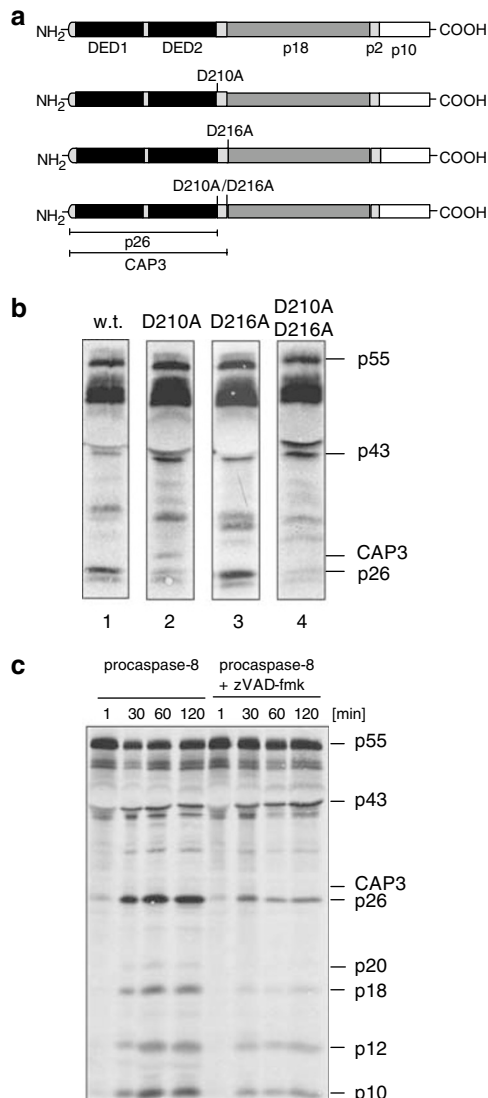 a
NH2 COOH
DED1 DED2 p18 p2 p10
D210A
NH2 COOH
D216A
NH2 COOH
D210A/D216A
NH2 COOH
p26
CAP3
b
w.t. D210A D216A D210A
D216A
p55
p43
CAP3
p26
1 2 3 4
c
procaspase-8 procaspase-8
+ zVAD-fmk
1 30 60 120 1 30 60 120 [min]
p55
p43
CAP3
p26
p20
p18
p12
p10